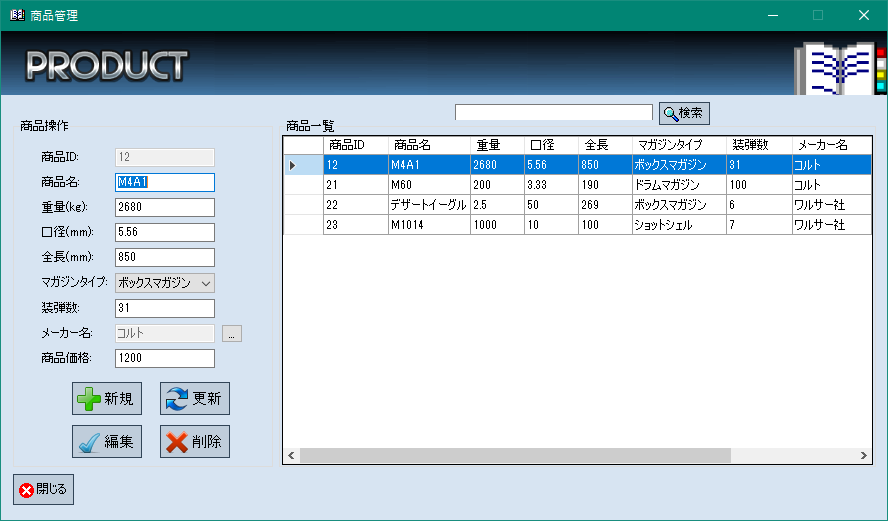 商品管理
PRODUCT
検索
商品操作
商品ID: 12
商品名: M4A1
重量(kg): 2680
口径(mm): 5.56
全長(mm): 850
マガジンタイプ: ボックスマガジン
装弾数: 31
メーカー名: コルト ...
商品価格: 1200
新規 更新
編集 削除
商品一覧
商品ID 商品名 重量 口径 全長 マガジンタイプ 装弾数 メーカー名
12 M4A1 2680 5.56 850 ボックスマガジン 31 コルト
21 M60 200 3.33 190 ドラムマガジン 100 コルト
22 デザートイーグル 2.5 50 269 ボックスマガジン 6 ワルサー社
23 M1014 1000 10 100 ショットシェル 7 ワルサー社
閉じる